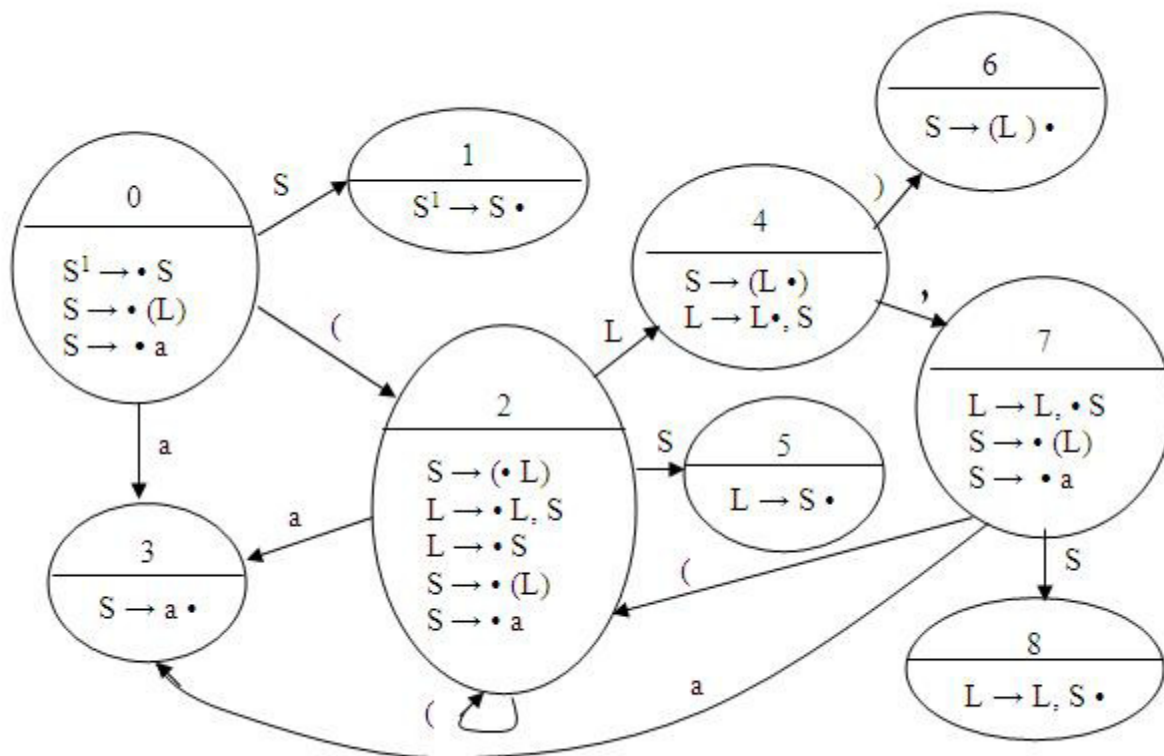 0
S¹ → • S
S → • (L)
S → • a
S
1
S¹ → S •
(
a
3
S → a •
a
2
S → (• L)
L → • L, S
L → • S
S → • (L)
S → • a
(
L
4
S → (L •)
L → L•, S
)
6
S → (L ) •
,
7
L → L, • S
S → • (L)
S → • a
S
5
L → S •
(
a
S
8
L → L, S •